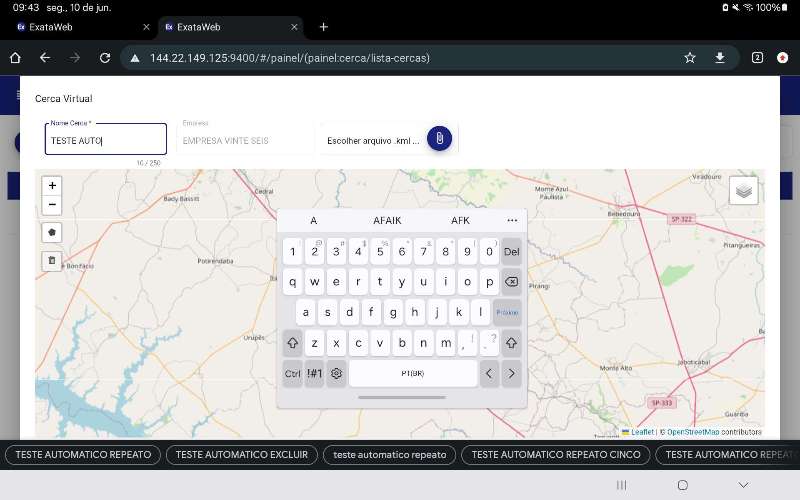 09:43 seg., 10 de jun. 100%
ExataWeb
ExataWeb
144.22.149.125:9400/#/painel/(painel:cerca/lista-cercas)
2
Cerca Virtual
Nome Cerca *
TESTE AUTO
10 / 250
Empresa
EMPRESA VINTE SEIS
Escolher arquivo .kml ...
+
−
Bady Bassitt
Cedral
Potirendaba
e Bonifácio
Urupês
Monte Azul
Paulista
Bebedouro
Viradouro
SP-322
Pitangueiras
Pirangi
Monte Alto
Jaboticabal
SP-333
Guariba
A AFAIK AFK ...
1 2 3 4 5 6 7 8 9 0 Del
q w e r t y u i o p
a s d f g h j k l Próximo
z x c v b n m , .
Ctrl !#1 PT(BR)
Leaflet | © OpenStreetMap contributors
TESTE AUTOMATICO REPEATO
TESTE AUTOMATICO EXCLUIR
teste automatico repeato
TESTE AUTOMATICO REPEATO CINCO
TESTE AUTOMATICO REPEATO